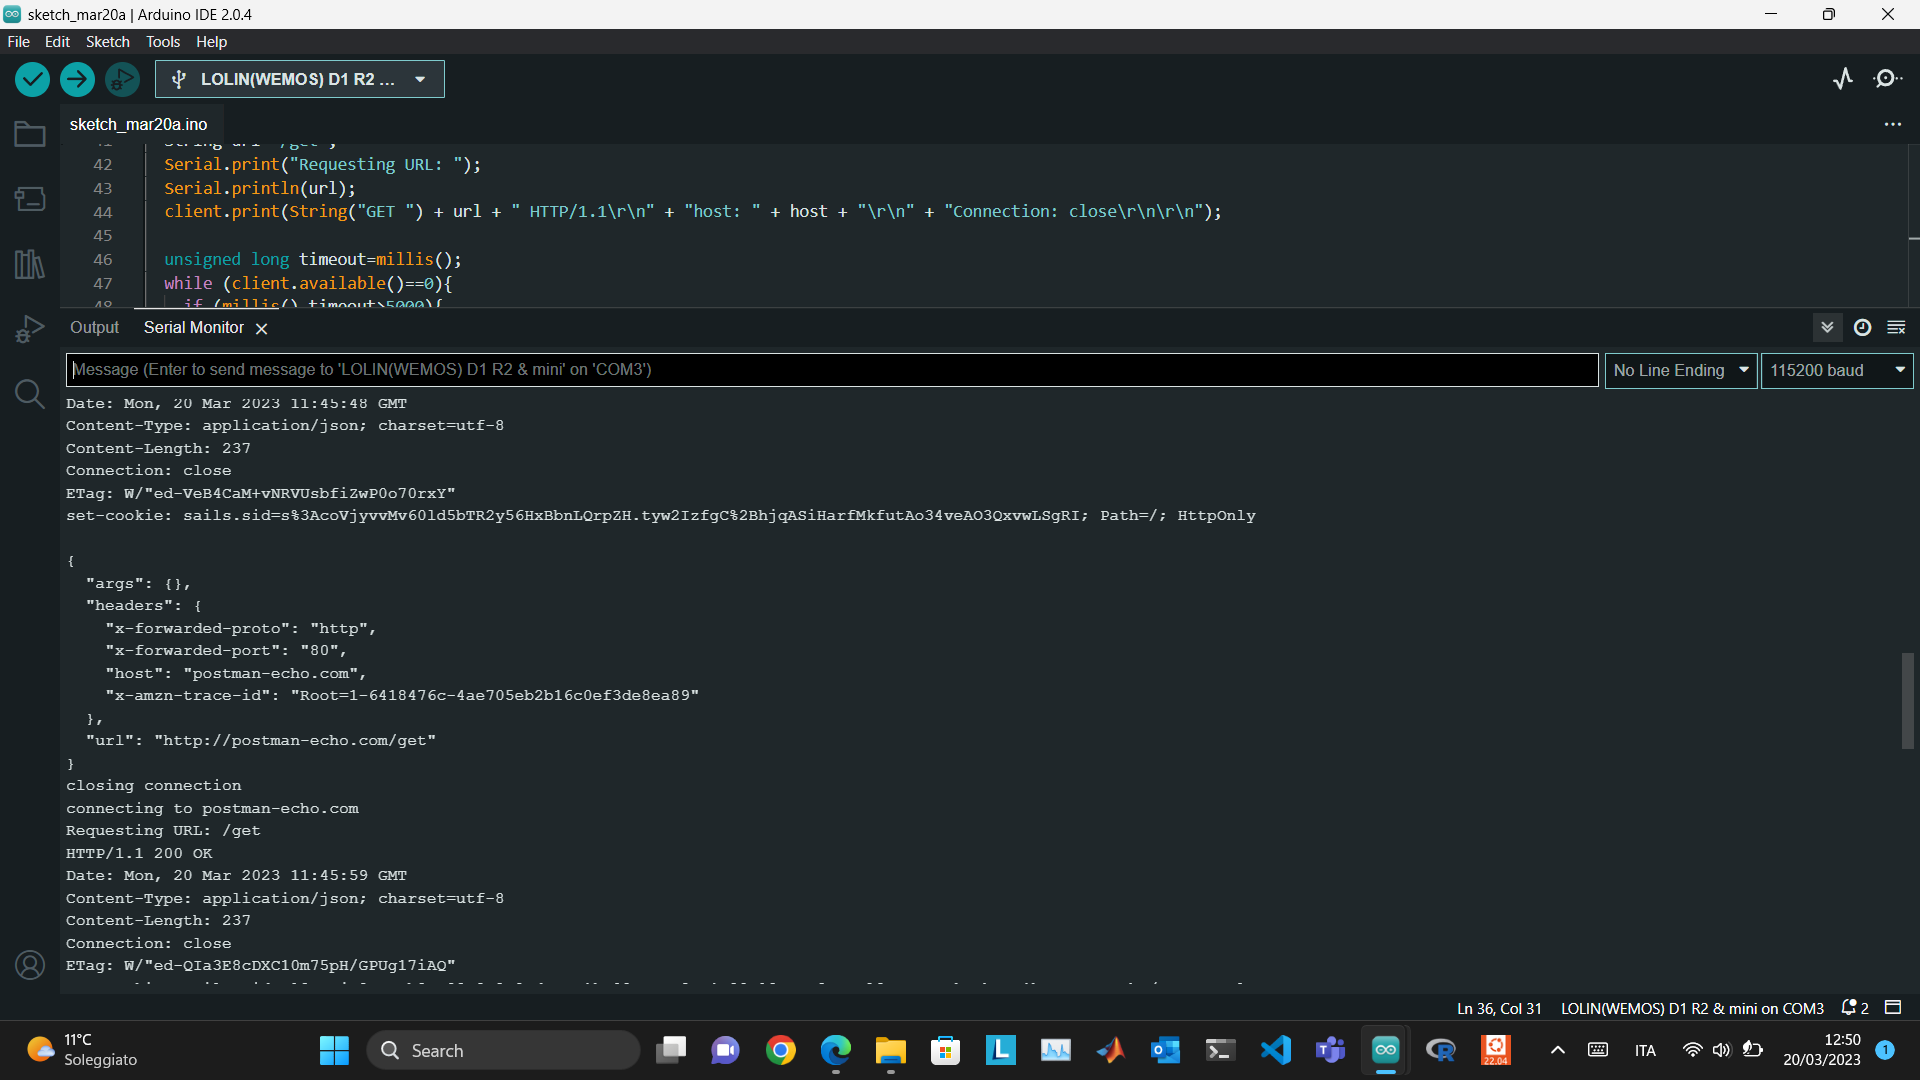 sketch_mar20a | Arduino IDE 2.0.4
File Edit Sketch Tools Help
LOLIN(WEMOS) D1 R2 ...
sketch_mar20a.ino
42 Serial.print("Requesting URL: ");
43 Serial.println(url);
44 client.print(String("GET ") + url + " HTTP/1.1\r\n" + "host: " + host + "\r\n" + "Connection: close\r\n\r\n");
45
46 unsigned long timeout=millis();
47 while (client.available()==0){
48 if (millis() timeout>5000){
Output Serial Monitor
Message (Enter to send message to 'LOLIN(WEMOS) D1 R2 & mini' on 'COM3')
No Line Ending 115200 baud
Date: Mon, 20 Mar 2023 11:45:48 GMT
Content-Type: application/json; charset=utf-8
Content-Length: 237
Connection: close
ETag: W/"ed-VeB4CaM+vNRVUsbfiZwP0o70rxY"
set-cookie: sails.sid=s%3AcoVjyvvMv60ld5bTR2y56HxBbnLQrpZH.tyw2IzfgC%2BhjqASiHarfMkfutAo34veAO3QxvwLSgRI; Path=/; HttpOnly
{
"args": {},
"headers": {
"x-forwarded-proto": "http",
"x-forwarded-port": "80",
"host": "postman-echo.com",
"x-amzn-trace-id": "Root=1-6418476c-4ae705eb2b16c0ef3de8ea89"
},
"url": "http://postman-echo.com/get"
}
closing connection
connecting to postman-echo.com
Requesting URL: /get
HTTP/1.1 200 OK
Date: Mon, 20 Mar 2023 11:45:59 GMT
Content-Type: application/json; charset=utf-8
Content-Length: 237
Connection: close
ETag: W/"ed-QIa3E8cDXC10m75pH/GPUg17iAQ"
Ln 36, Col 31 LOLIN(WEMOS) D1 R2 & mini on COM3 2
11°C
Soleggiato
Search
22.04
ITA
12:50
20/03/2023
1